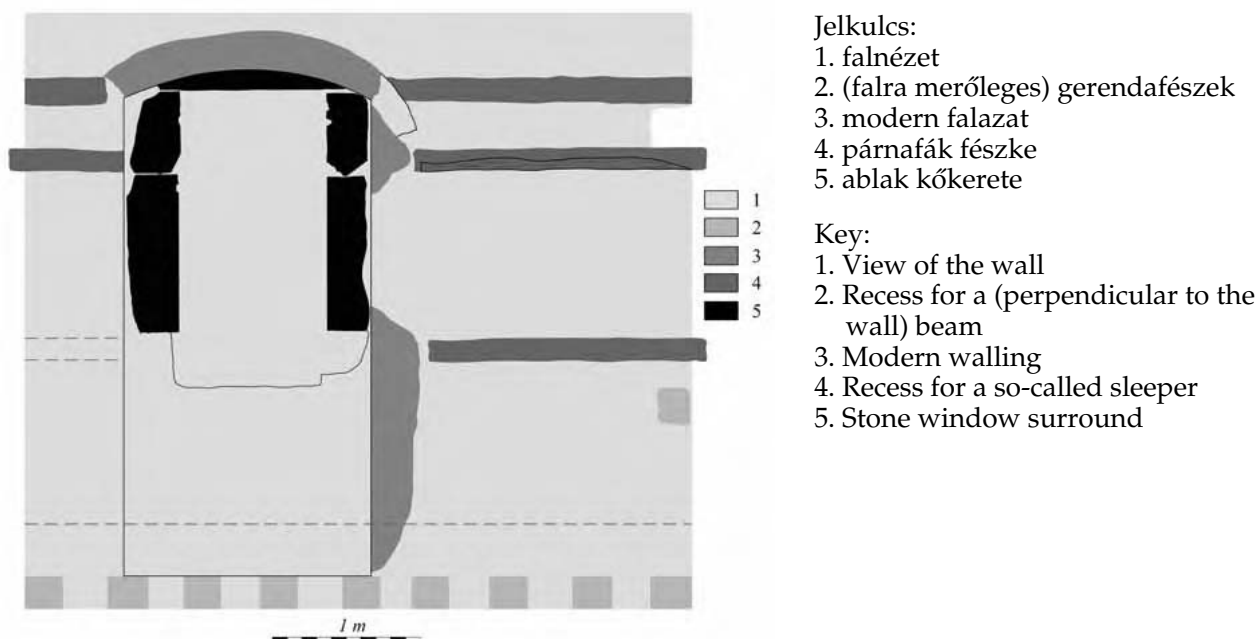 1
2
3
4
5
1 m
Jelkulcs:
1. falnézet
2. (falra merőleges) gerendafészek
3. modern falazat
4. párnafák fészke
5. ablak kőkerete
Key:
1. View of the wall
2. Recess for a (perpendicular to the
wall) beam
3. Modern walling
4. Recess for a so-called sleeper
5. Stone window surround